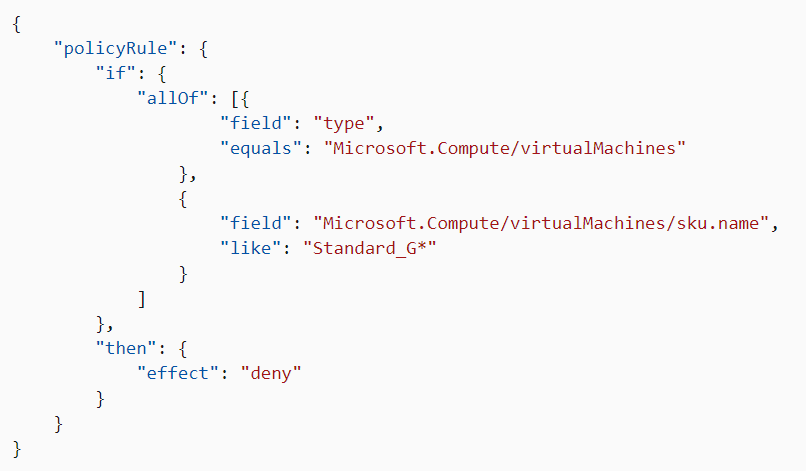 {
    "policyRule": {
        "if": {
            "allOf": [{
                    "field": "type",
                    "equals": "Microsoft.Compute/virtualMachines"
                },
                {
                    "field": "Microsoft.Compute/virtualMachines/sku.name",
                    "like": "Standard_G*"
                }
            ]
        },
        "then": {
            "effect": "deny"
        }
    }
}